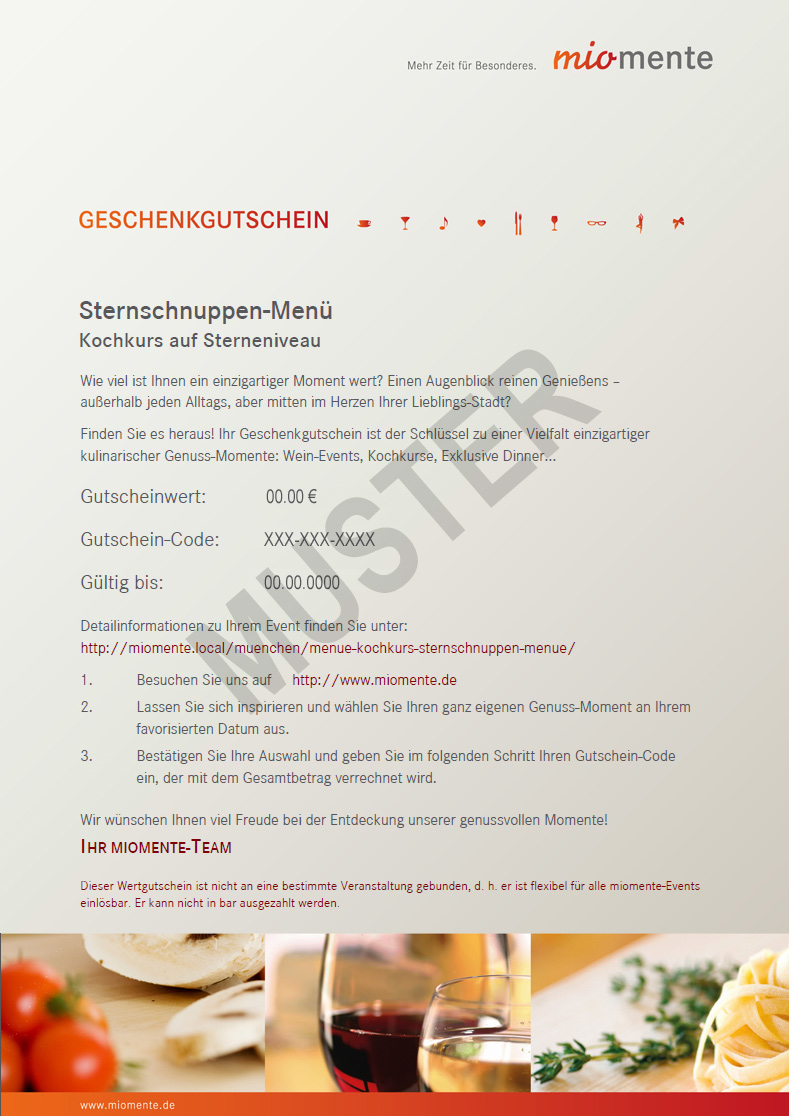 Mehr Zeit für Besonderes. miomente
GESCHENKGUTSCHEIN
Sternschnuppen-Menü
Kochkurs auf Sterneniveau
Wie viel ist Ihnen ein einzigartiger Moment wert? Einen Augenblick reinen Genießens –
außerhalb jeden Alltags, aber mitten im Herzen Ihrer Lieblings-Stadt?
Finden Sie es heraus! Ihr Geschenkgutschein ist der Schlüssel zu einer Vielfalt einzigartiger
kulinarischer Genuss-Momente: Wein-Events, Kochkurse, Exklusive Dinner...
Gutscheinwert: 00.00 €
Gutschein-Code: XXX-XXX-XXXX
Gültig bis: 00.00.0000
MUSTER
Detailinformationen zu Ihrem Event finden Sie unter:
http://miomente.local/muenchen/menue-kochkurs-sternschnuppen-menue/
1. Besuchen Sie uns auf http://www.miomente.de
2. Lassen Sie sich inspirieren und wählen Sie Ihren ganz eigenen Genuss-Moment an Ihrem
favorisierten Datum aus.
3. Bestätigen Sie Ihre Auswahl und geben Sie im folgenden Schritt Ihren Gutschein-Code
ein, der mit dem Gesamtbetrag verrechnet wird.
Wir wünschen Ihnen viel Freude bei der Entdeckung unserer genussvollen Momente!
IHR MIOMENTE-TEAM
Dieser Wertgutschein ist nicht an eine bestimmte Veranstaltung gebunden, d. h. er ist flexibel für alle miomente-Events
einlösbar. Er kann nicht in bar ausgezahlt werden.
www.miomente.de